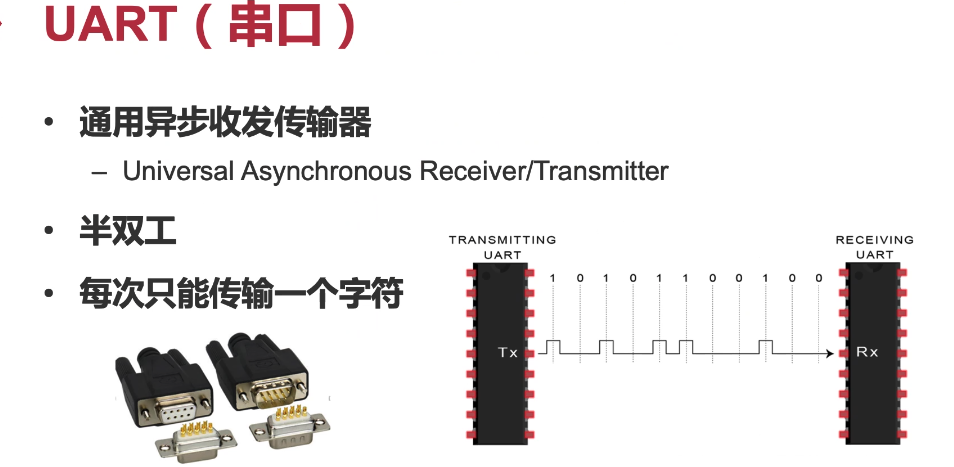 UART（串口）
• 通用异步收发传输器
– Universal Asynchronous Receiver/Transmitter
• 半双工
• 每次只能传输一个字符
TRANSMITTING
UART
RECEIVING
UART
1 0 1 0 1 1 0 0 1 0 0
Tx
Rx